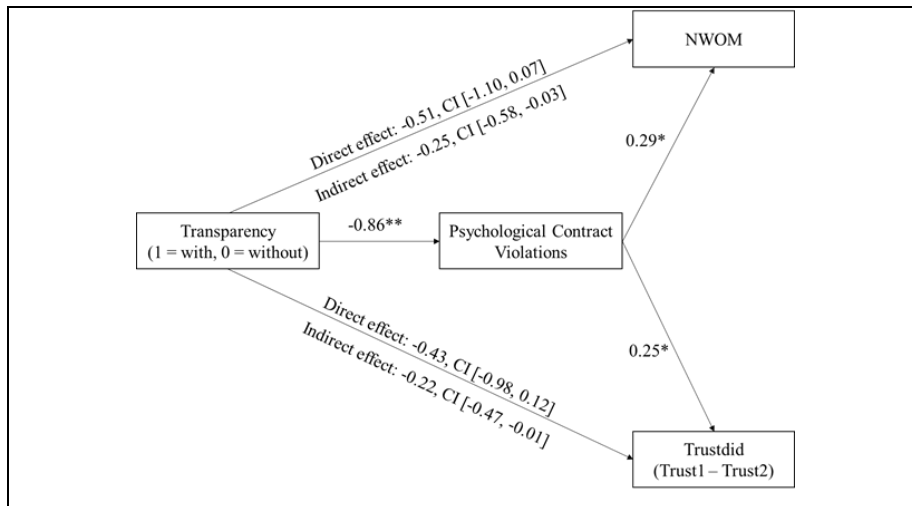 NWOM
Direct effect: -0.51, CI [-1.10, 0.07]
Indirect effect: -0.25, CI [-0.58, -0.03]
0.29*
Transparency
(1 = with, 0 = without)
-0.86**
Psychological Contract
Violations
Direct effect: -0.43, CI [-0.98, 0.12]
Indirect effect: -0.22, CI [-0.47, -0.01]
0.25*
Trustdid
(Trust1 – Trust2)